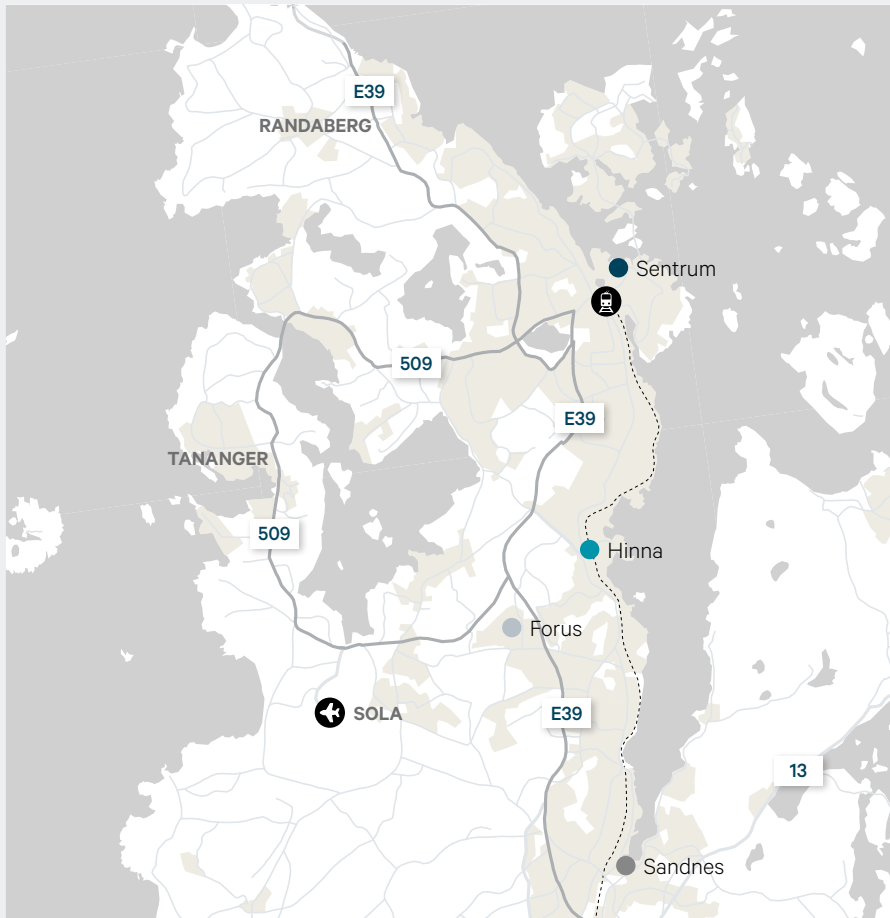 E39
RANDABERG
Sentrum
509
E39
TANANGER
509
Hinna
Forus
SOLA
E39
13
Sandnes